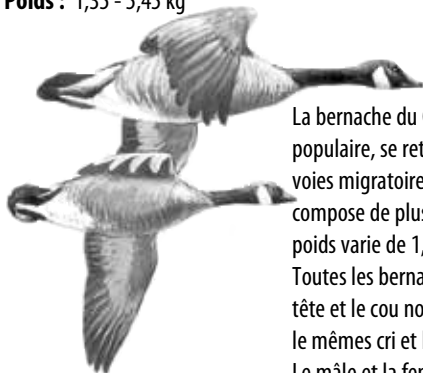 Poids : 1,35 - 5,45 kg
La bernache du
populaire, se
voies
compose de
poids varie de
Toutes les
tête et le cou
le mêmes cri et
Le mâle et la